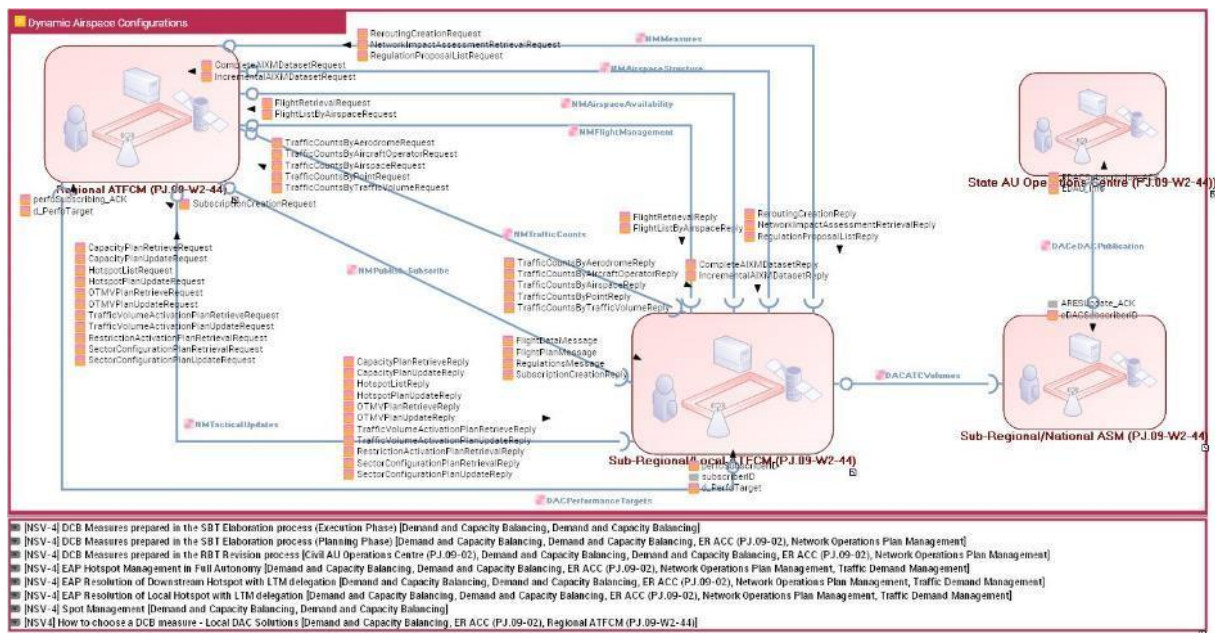 Dynamic Airspace Configurations
ReroutingCreationRequest
NetworkImpactAssessmentRetrievalRequest
RegulationProposalListRequest
NMMeasures
CompleteAIXMDatasetRequest
IncrementalAIXMDatasetRequest
NMAirspaceStructure
FlightRetrievalRequest
FlightListByAirspaceRequest
NMAirspaceAvailability
NMFlightManagement
TrafficCountsByAerodromeRequest
TrafficCountsByAircraftOperatorRequest
TrafficCountsByAirspaceRequest
TrafficCountsByPointRequest
TrafficCountsByTrafficVolumeRequest
Regional ATFCM (PJ.09-W2-44)
perfoSubscribing_ACK
d_PerfoTarget
SubscriptionCreationRequest
State AU Operations Centre (PJ.09-W2-44)
FlightRetrievalReply
FlightListByAirspaceReply
ReroutingCreationReply
NetworkImpactAssessmentRetrievalReply
RegulationProposalListReply
NMTrafficCounts
CapacityPlanRetrieveRequest
CapacityPlanUpdateRequest
HotspotListRequest
HotspotPlanUpdateRequest
OTMVPlanRetrieveRequest
OTMVPlanUpdateRequest
TrafficVolumeActivationPlanRetrieveRequest
TrafficVolumeActivationPlanUpdateRequest
RestrictionActivationPlanRetrievalRequest
SectorConfigurationPlanRetrievalRequest
SectorConfigurationPlanUpdateRequest
NMPublish_Subscribe
TrafficCountsByAerodromeReply
TrafficCountsByAircraftOperatorReply
TrafficCountsByAirspaceReply
TrafficCountsByPointReply
TrafficCountsByTrafficVolumeReply
CompleteAIXMDatasetReply
IncrementalAIXMDatasetReply
DACeDACPublication
ARESUpdate_ACK
eDACSubscriberID
FlightDataMessage
FlightPlanMessage
RegulationsMessage
SubscriptionCreationReply
CapacityPlanRetrieveReply
CapacityPlanUpdateReply
HotspotListReply
HotspotPlanUpdateReply
OTMVPlanRetrieveReply
OTMVPlanUpdateReply
TrafficVolumeActivationPlanRetrieveReply
TrafficVolumeActivationPlanUpdateReply
RestrictionActivationPlanRetrievalReply
SectorConfigurationPlanRetrievalReply
SectorConfigurationPlanUpdateReply
DACATCVolumes
NMTacticalUpdates
Sub-Regional/Local ATFCM (PJ.09-W2-44)
Sub-Regional/National ASM (PJ.09-W2-44)
perfoSubscriberID
subscriberID
d_PerfoTarget
DACPerformanceTargets
[NSV-4] DCB Measures prepared in the SBT Elaboration process (Execution Phase) [Demand and Capacity Balancing, Demand and Capacity Balancing]
[NSV-4] DCB Measures prepared in the SBT Elaboration process (Planning Phase) [Demand and Capacity Balancing, Demand and Capacity Balancing, ER ACC (PJ.09-02), Network Operations Plan Management]
[NSV-4] DCB Measures prepared in the RBT Revision process [Civil AU Operations Centre (PJ.09-02), Demand and Capacity Balancing, Demand and Capacity Balancing, ER ACC (PJ.09-02), Network Operations Plan Management]
[NSV-4] EAP Hotspot Management in Full Autonomy [Demand and Capacity Balancing, Demand and Capacity Balancing, ER ACC (PJ.09-02), Network Operations Plan Management, Traffic Demand Management]
[NSV-4] EAP Resolution of Downstream Hotspot with LTM delegation [Demand and Capacity Balancing, Demand and Capacity Balancing, ER ACC (PJ.09-02), Network Operations Plan Management, Traffic Demand Management]
[NSV-4] EAP Resolution of Local Hotspot with LTM delegation [Demand and Capacity Balancing, Demand and Capacity Balancing, ER ACC (PJ.09-02), Network Operations Plan Management, Traffic Demand Management]
[NSV-4] Spot Management [Demand and Capacity Balancing, Demand and Capacity Balancing]
[NSV4] How to choose a DCB measure - Local DAC Solutions [Demand and Capacity Balancing, ER ACC (PJ.09-02), Regional ATFCM (PJ.09-W2-44)]